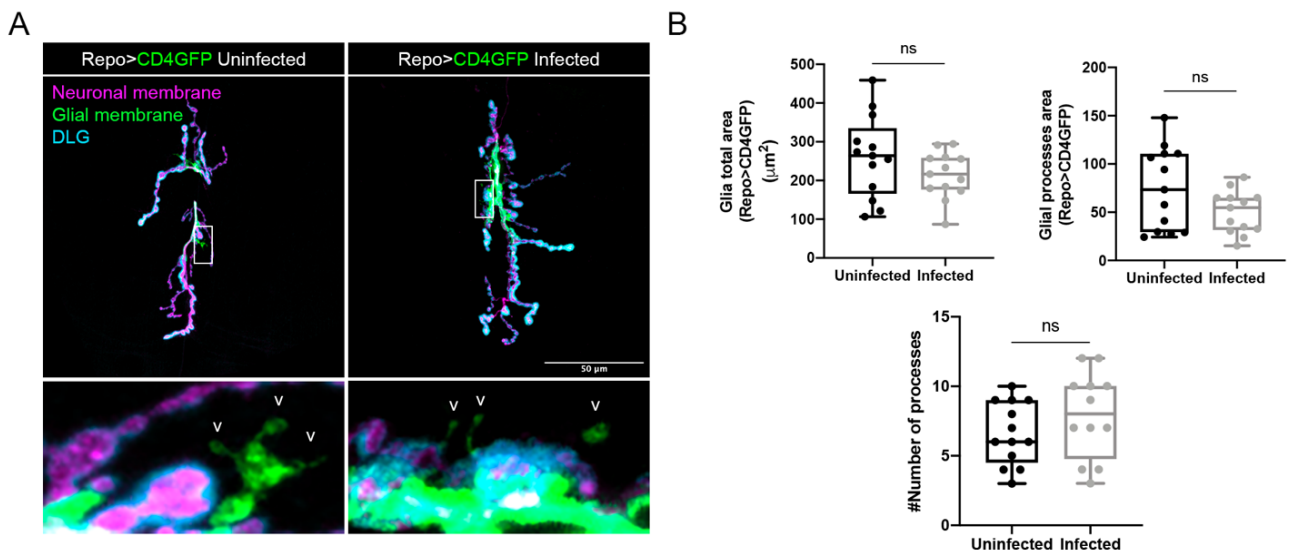 A
Repo>CD4GFP Uninfected
Repo>CD4GFP Infected
Neuronal membrane
Glial membrane
DLG
50 µm
v
v
v
v
v
v
B
ns
Glia total area
(Repo>CD4GFP)
(µm²)
500
400
300
200
100
0
Uninfected
Infected
ns
Glial processes area
(Repo>CD4GFP)
200
150
100
50
0
Uninfected
Infected
ns
#Number of processes
15
10
5
0
Uninfected
Infected